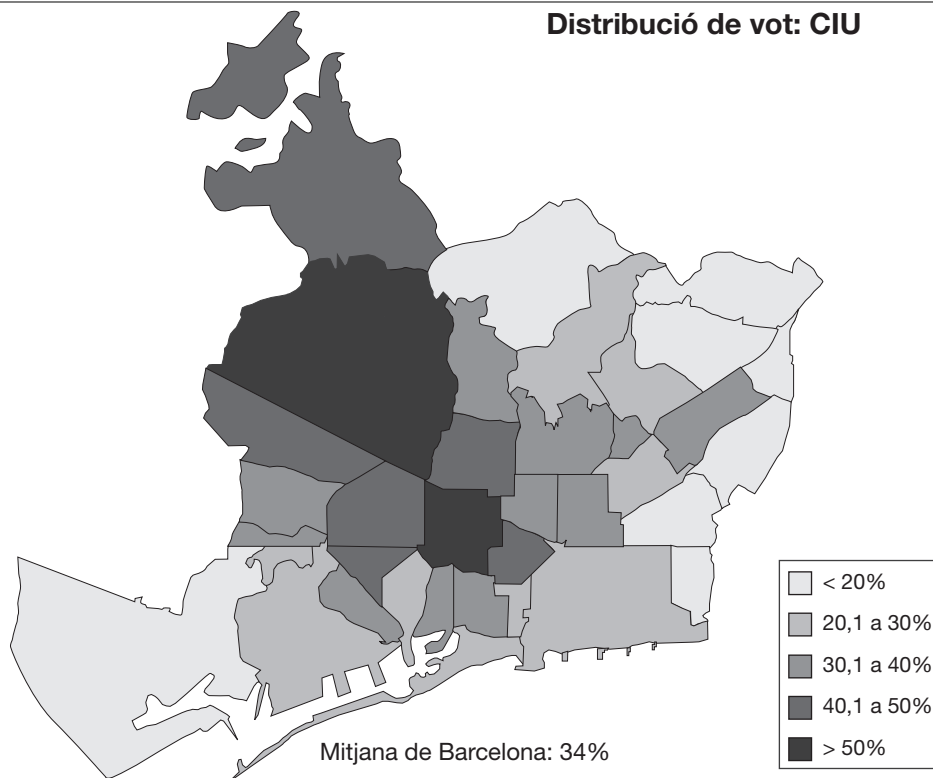 Distribució de vot: CIU
< 20%
20,1 a 30%
30,1 a 40%
40,1 a 50%
> 50%
Mitjana de Barcelona: 34%